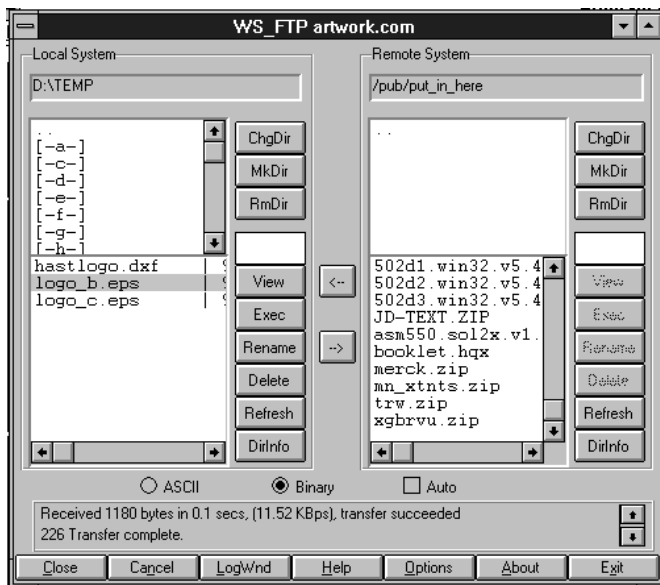 WS_FTP artwork.com
Local System
D:\TEMP
..
[-a-]
[-c-]
[-d-]
[-e-]
[-f-]
[-g-]
[-h-]
ChgDir
MkDir
RmDir
hastlogo.dxf |
logo_b.eps |
logo_c.eps |
View
Exec
Rename
Delete
Refresh
DirInfo
<--
-->
Remote System
/pub/put_in_here
..
ChgDir
MkDir
RmDir
502d1.win32.v5.4
502d2.win32.v5.4
502d3.win32.v5.4
JD-TEXT.ZIP
asm550.sol2x.v1.
booklet.hqx
merck.zip
mn_xtnts.zip
trw.zip
xgbrvu.zip
View
Exec
Rename
Delete
Refresh
DirInfo
ASCII Binary Auto
Received 1180 bytes in 0.1 secs, (11.52 KBps), transfer succeeded
226 Transfer complete.
Close Cancel LogWnd Help Options About Exit